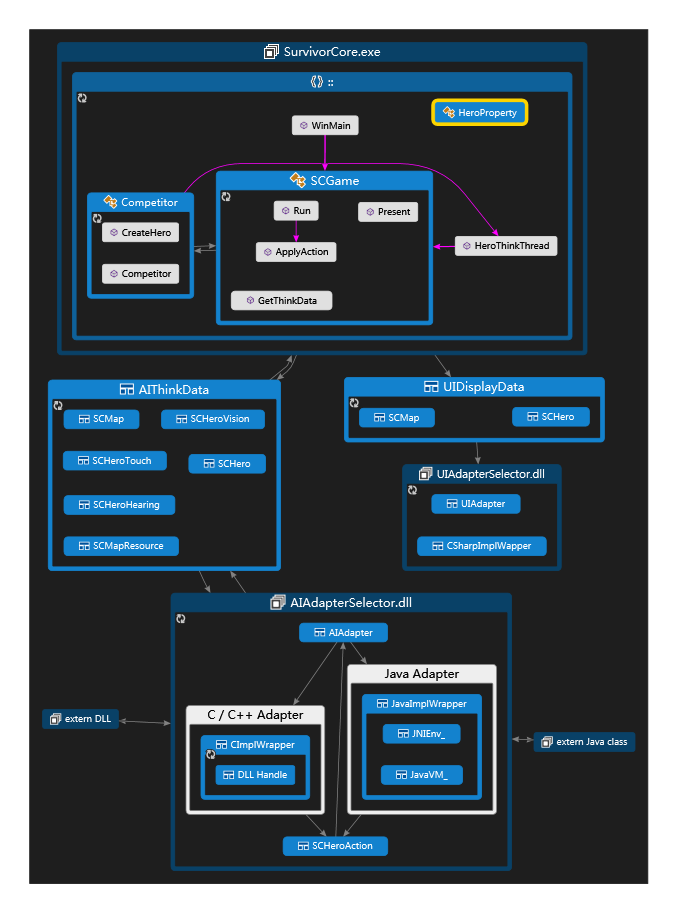 SurvivorCore.exe
::
HeroProperty
WinMain
SCGame
Competitor
Run
Present
CreateHero
ApplyAction
HeroThinkThread
Competitor
GetThinkData
AIThinkData
UIDisplayData
SCMap
SCHeroVision
SCMap
SCHero
SCHeroTouch
SCHero
UIAdapterSelector.dll
SCHeroHearing
UIAdapter
SCMapResource
CSharpImplWapper
AIAdapterSelector.dll
AIAdapter
Java Adapter
JavaImplWrapper
C / C++ Adapter
extern DLL
JNIEnv_
CImplWrapper
extern Java class
DLL Handle
JavaVM_
SCHeroAction